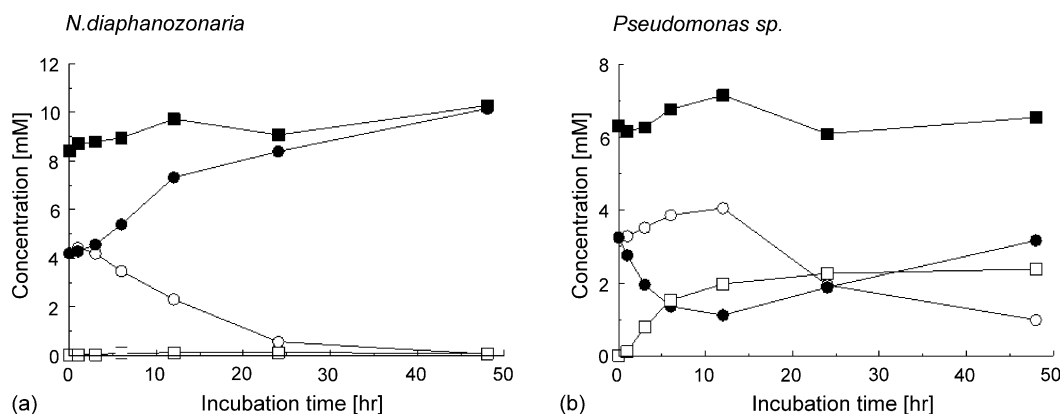 N.diaphanozonaria
Pseudomonas sp.
12
10
8
6
4
2
0
Concentration [mM]
0 10 20 30 40 50
Incubation time [hr]
(a)
8
6
4
2
0
Concentration [mM]
0 10 20 30 40 50
Incubation time [hr]
(b)